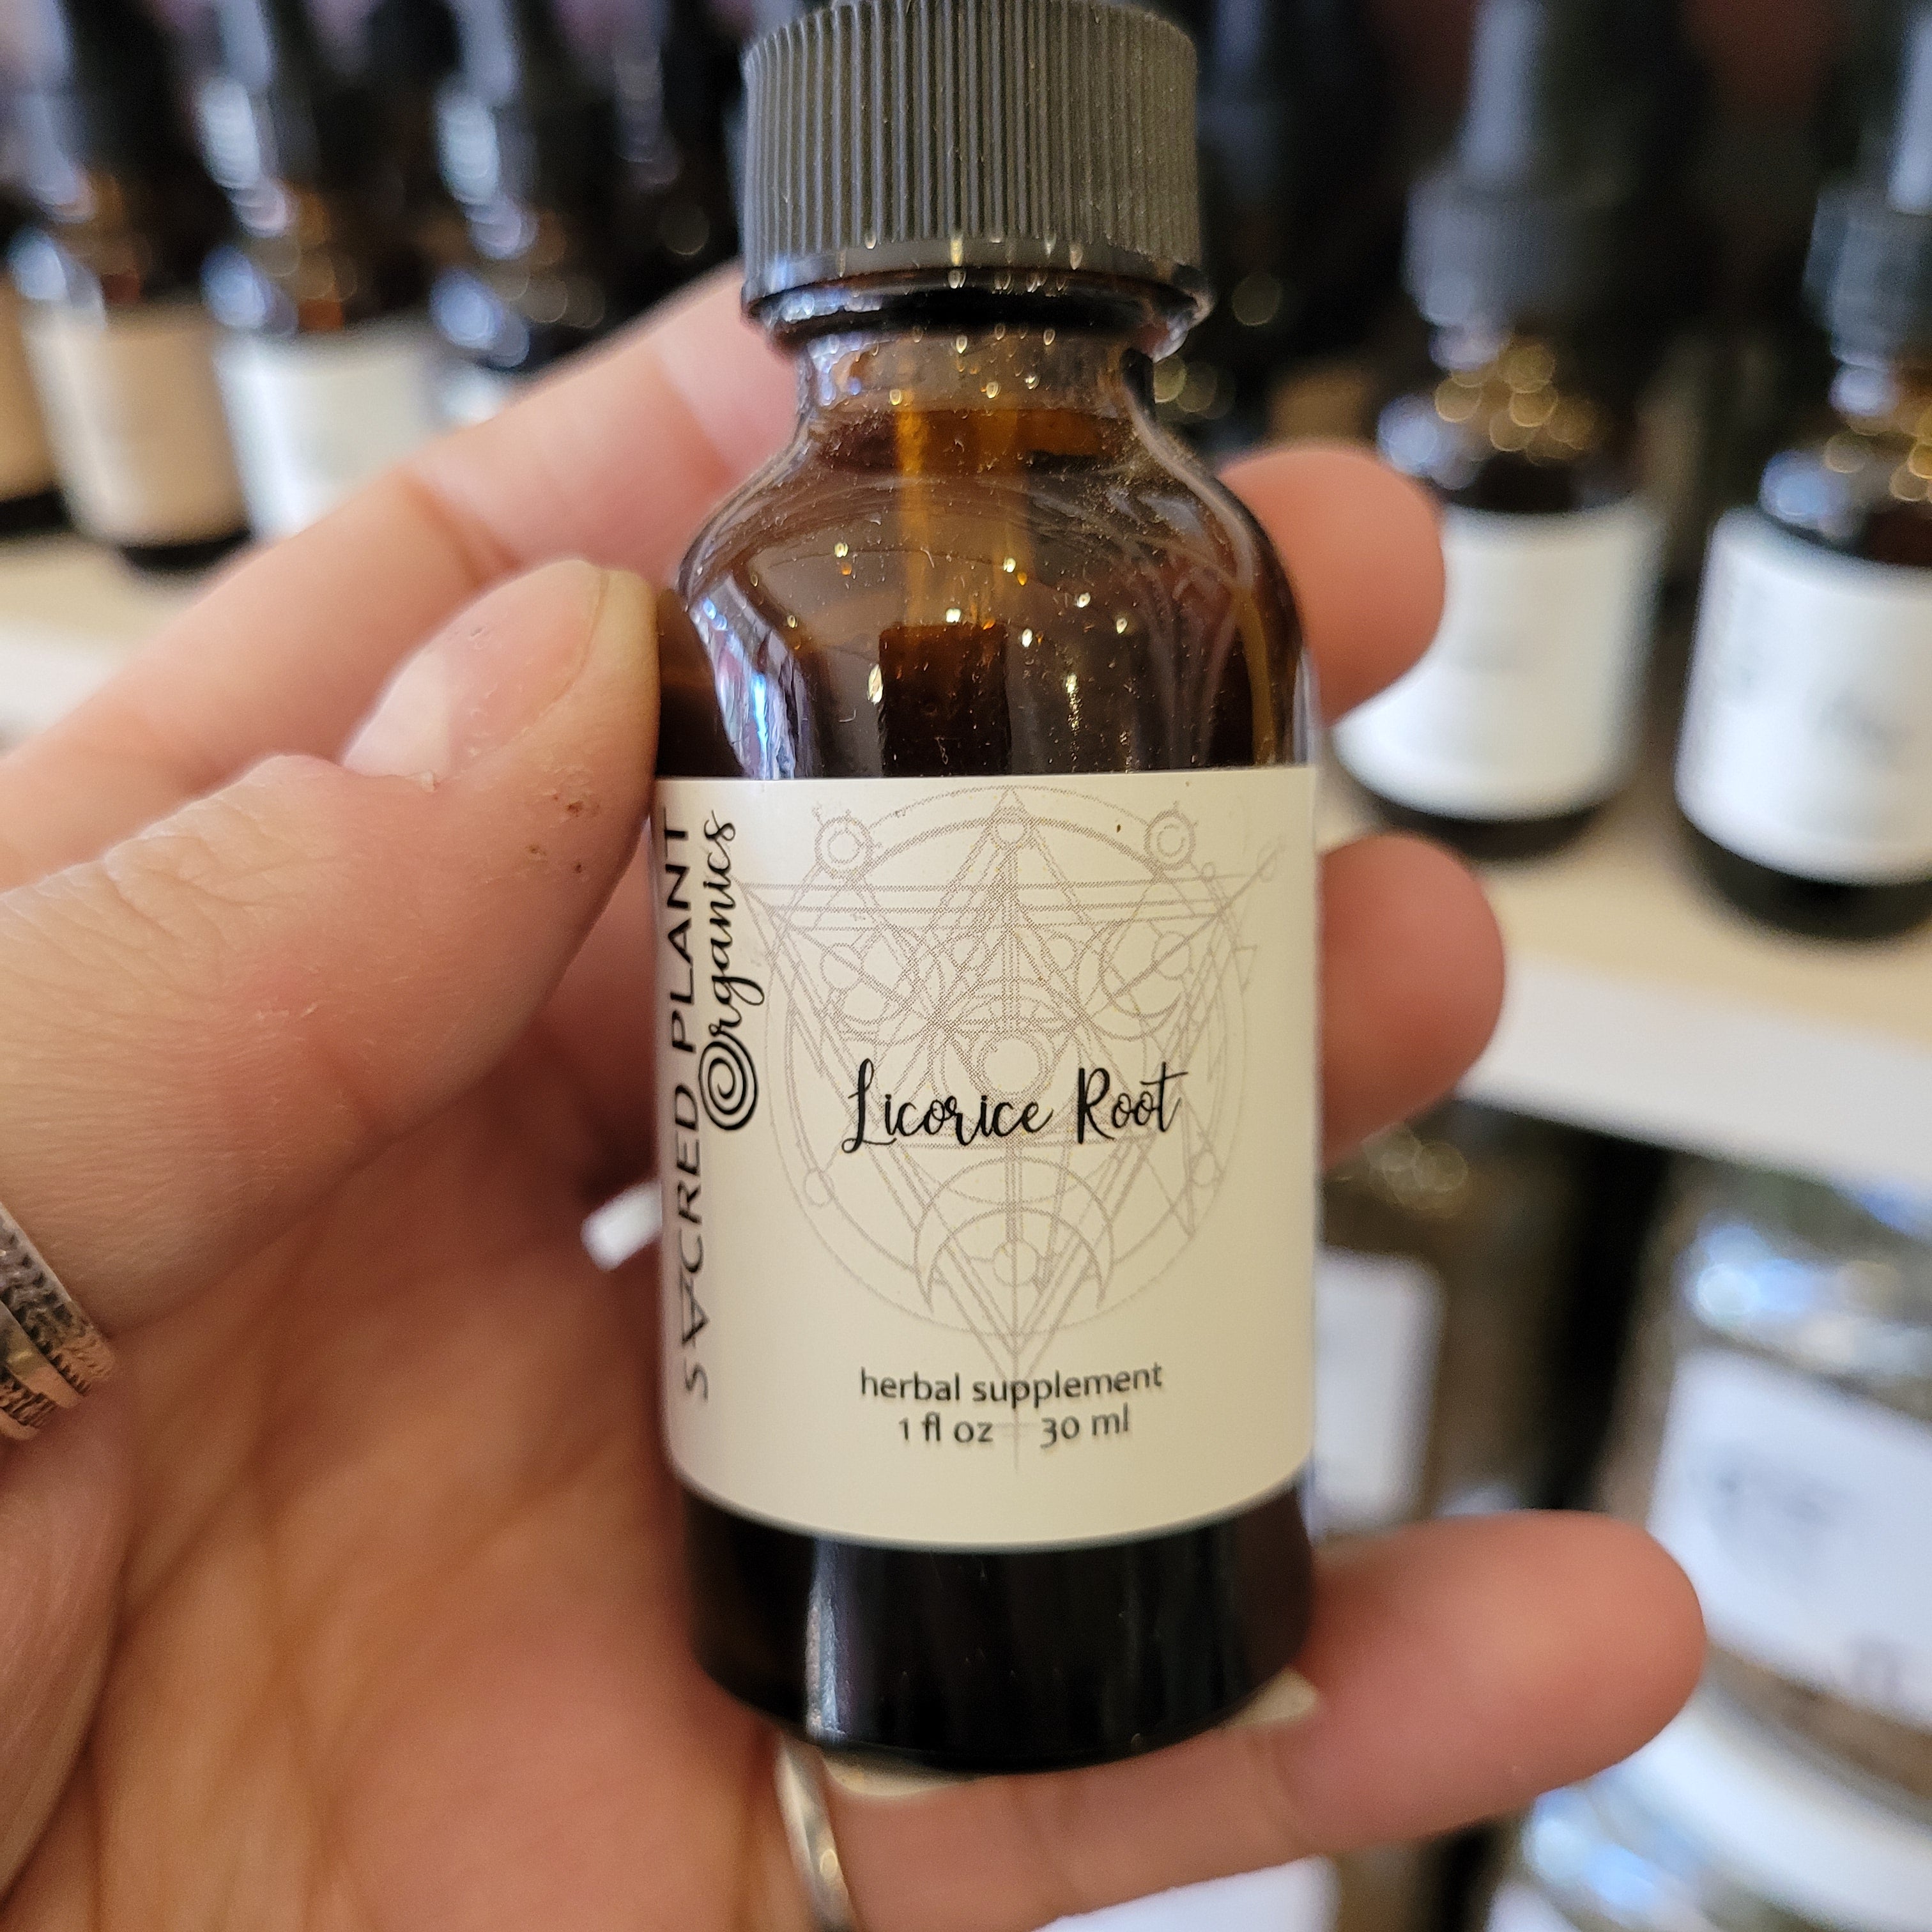 SACRED PLANT
Organics
Licorice Root
herbal supplement
1 fl oz 30 ml